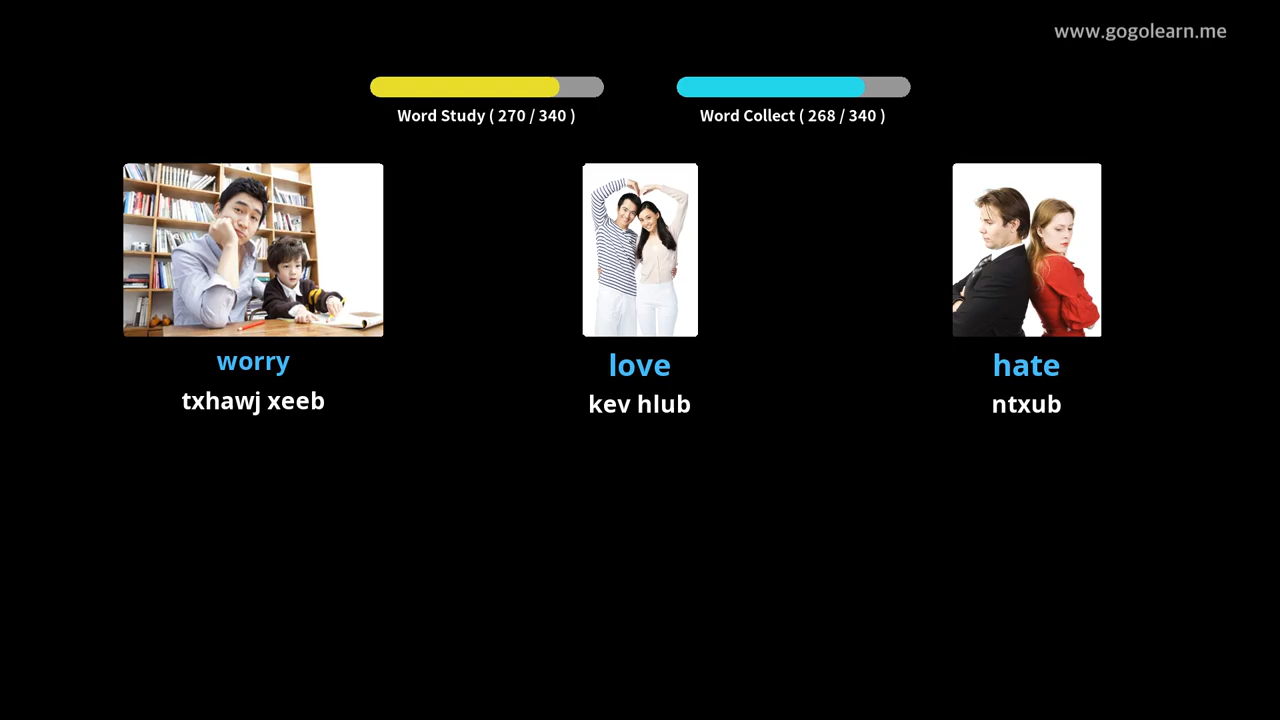 www.gogolearn.me
Word Study ( 270 / 340 )
Word Collect ( 268 / 340 )
worry
love
hate
txhawj xeeb
kev hlub
ntxub